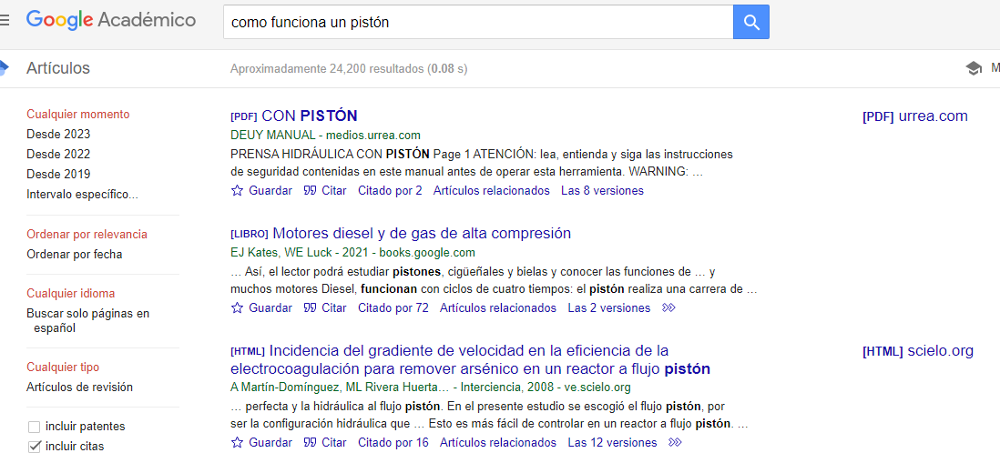 Google Académico
como funciona un pistón
Artículos
Aproximadamente 24,200 resultados (0.08 s)
M
Cualquier momento
Desde 2023
Desde 2022
Desde 2019
Intervalo específico...
Ordenar por relevancia
Ordenar por fecha
Cualquier idioma
Buscar solo páginas en
español
Cualquier tipo
Artículos de revisión
incluir patentes
incluir citas
[PDF] CON PISTÓN
DEUY MANUAL - medios.urrea.com
PRENSA HIDRÁULICA CON PISTÓN Page 1 ATENCIÓN: lea, entienda y siga las instrucciones
de seguridad contenidas en este manual antes de operar esta herramienta. WARNING: …
Guardar Citar Citado por 2 Artículos relacionados Las 8 versiones
[PDF] urrea.com
[LIBRO] Motores diesel y de gas de alta compresión
EJ Kates, WE Luck - 2021 - books.google.com
… Así, el lector podrá estudiar pistones, cigüeñales y bielas y conocer las funciones de … y
muchos motores Diesel, funcionan con ciclos de cuatro tiempos: el pistón realiza una carrera de …
Guardar Citar Citado por 72 Artículos relacionados Las 2 versiones
[HTML] Incidencia del gradiente de velocidad en la eficiencia de la
electrocoagulación para remover arsénico en un reactor a flujo pistón
A Martín-Domínguez, ML Rivera Huerta… - Interciencia, 2008 - ve.scielo.org
… perfecta y la hidráulica al flujo pistón. En el presente estudio se escogió el flujo pistón, por
ser la configuración hidráulica que … Esto es más fácil de controlar en un reactor a flujo pistón. …
Guardar Citar Citado por 16 Artículos relacionados Las 12 versiones
[HTML] scielo.org